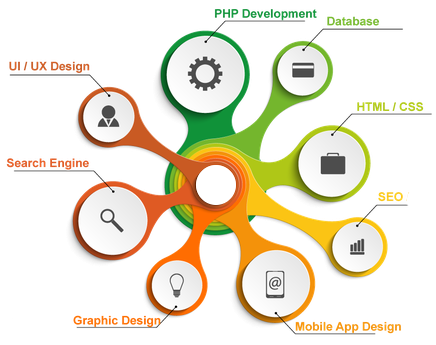 PHP Development
Database
UI / UX Design
HTML / CSS
Search Engine
SEO
Graphic Design
Mobile App Design
@